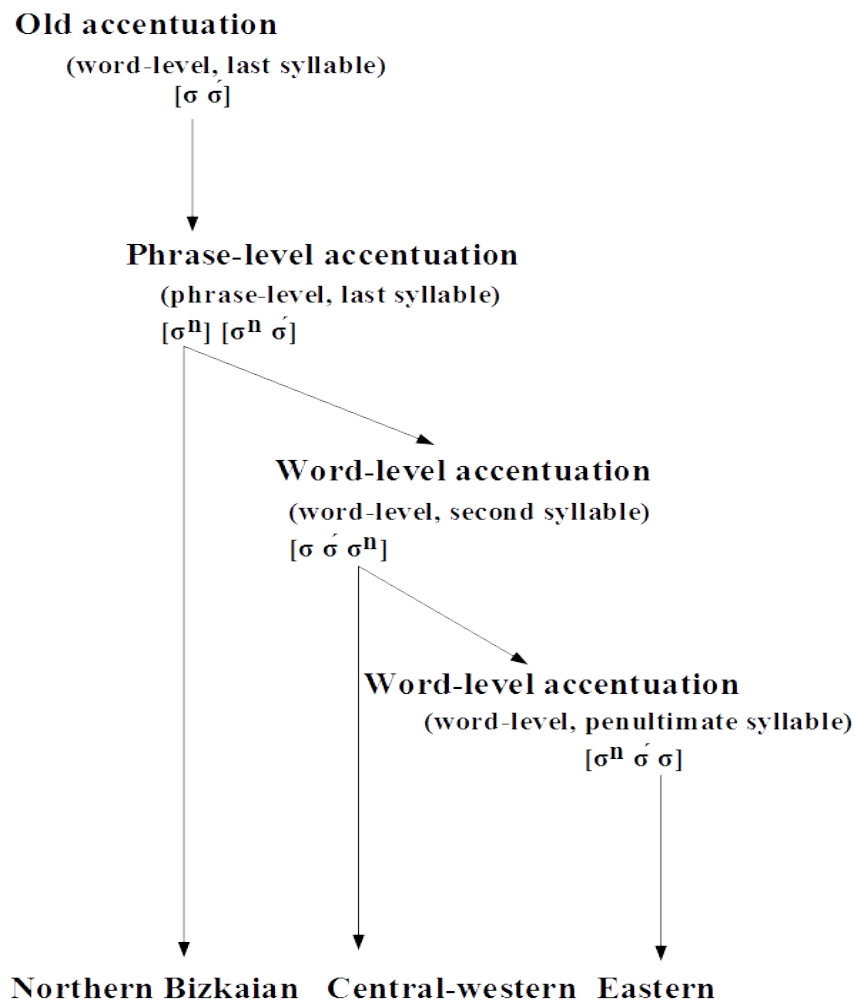 Old accentuation
(word-level, last syllable)
[σ σ́]
Phrase-level accentuation
(phrase-level, last syllable)
[σⁿ] [σⁿ σ́]
Word-level accentuation
(word-level, second syllable)
[σ σ́ σⁿ]
Word-level accentuation
(word-level, penultimate syllable)
[σⁿ σ́ σ]
Northern Bizkaian Central-western Eastern